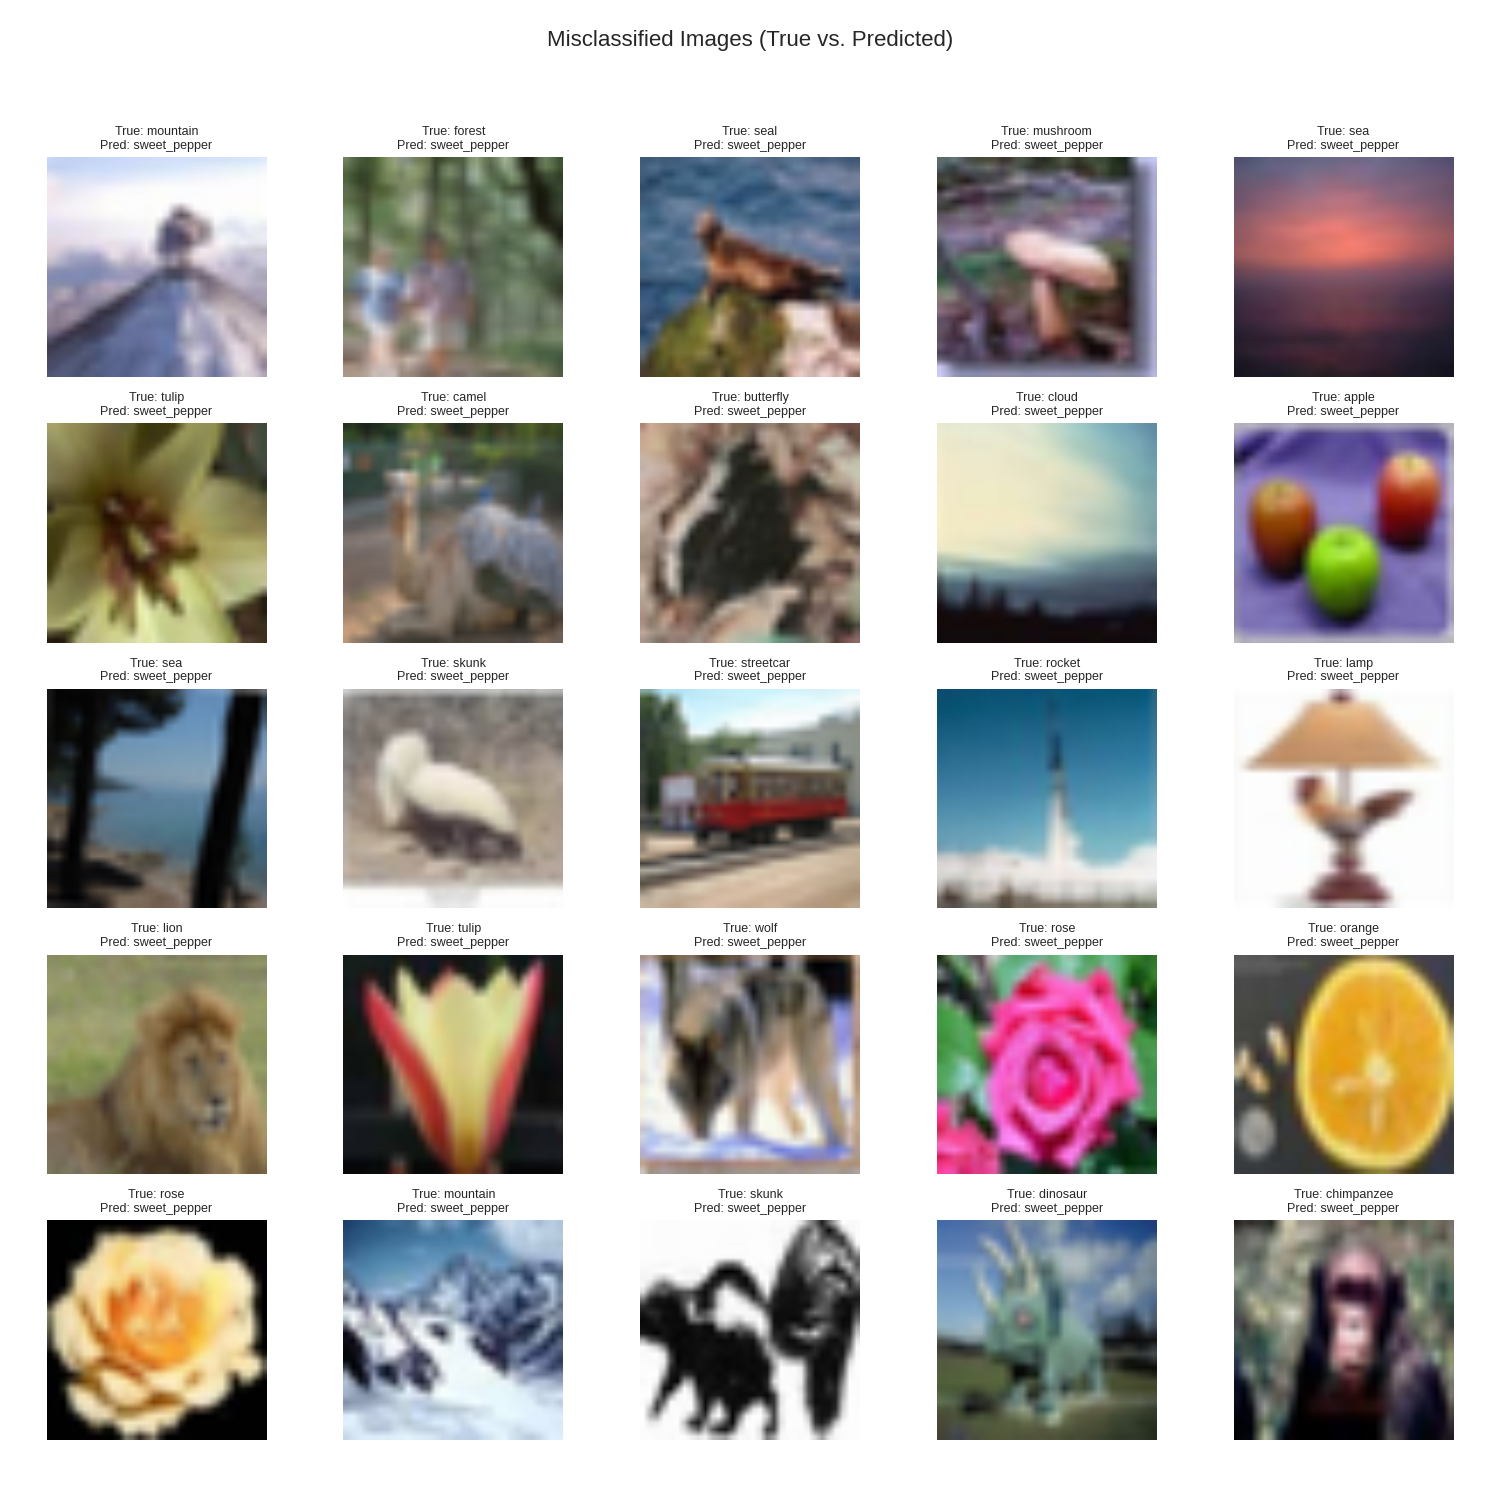 Misclassified Images (True vs. Predicted)
True: mountain
Pred: sweet_pepper
True: forest
Pred: sweet_pepper
True: seal
Pred: sweet_pepper
True: mushroom
Pred: sweet_pepper
True: sea
Pred: sweet_pepper
True: tulip
Pred: sweet_pepper
True: camel
Pred: sweet_pepper
True: butterfly
Pred: sweet_pepper
True: cloud
Pred: sweet_pepper
True: apple
Pred: sweet_pepper
True: sea
Pred: sweet_pepper
True: skunk
Pred: sweet_pepper
True: streetcar
Pred: sweet_pepper
True: rocket
Pred: sweet_pepper
True: lamp
Pred: sweet_pepper
True: lion
Pred: sweet_pepper
True: tulip
Pred: sweet_pepper
True: wolf
Pred: sweet_pepper
True: rose
Pred: sweet_pepper
True: orange
Pred: sweet_pepper
True: rose
Pred: sweet_pepper
True: mountain
Pred: sweet_pepper
True: skunk
Pred: sweet_pepper
True: dinosaur
Pred: sweet_pepper
True: chimpanzee
Pred: sweet_pepper